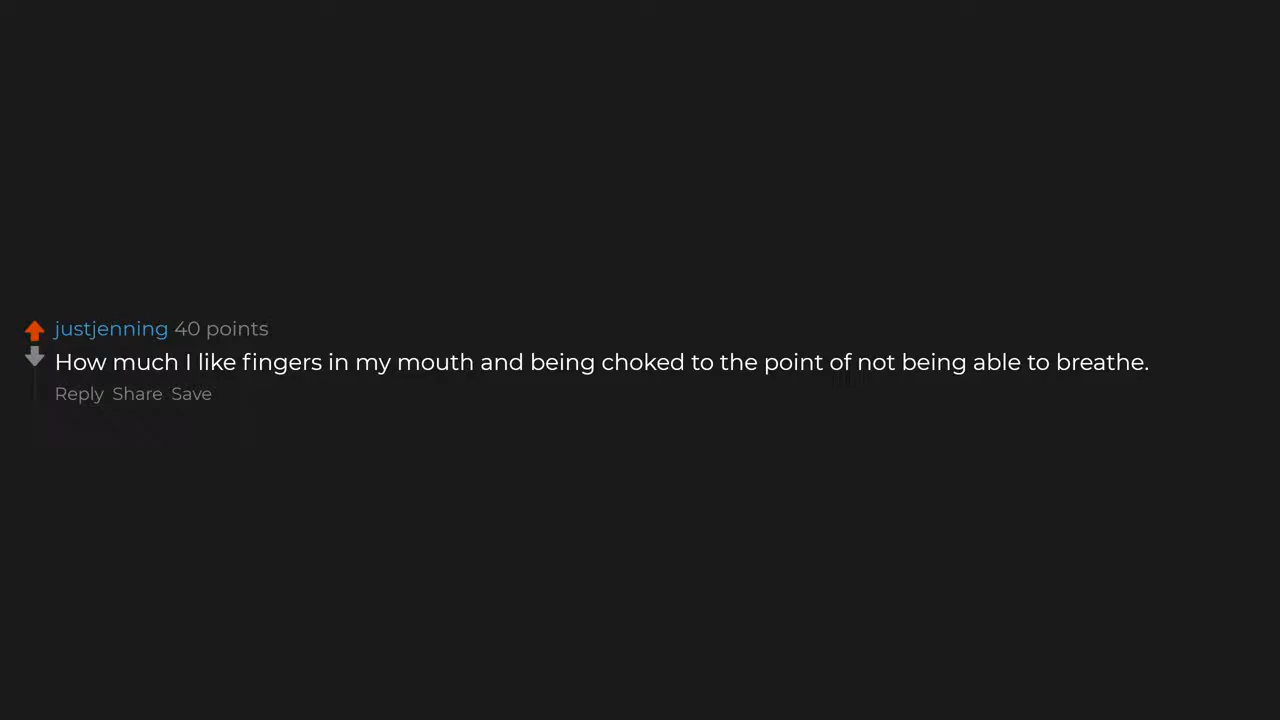 justjenning 40 points
How much I like fingers in my mouth and being choked to the point of not being able to breathe.
Reply Share Save